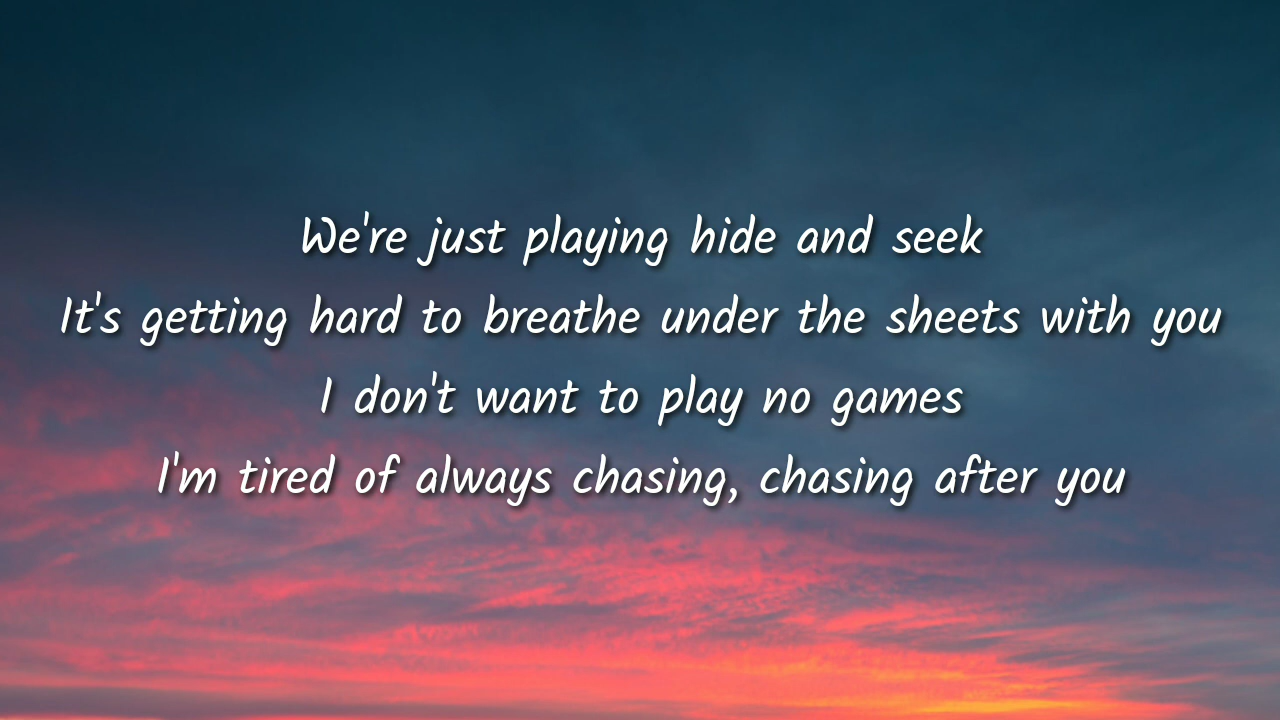 We're just playing hide and seek
It's getting hard to breathe under the sheets with you
I don't want to play no games
I'm tired of always chasing, chasing after you